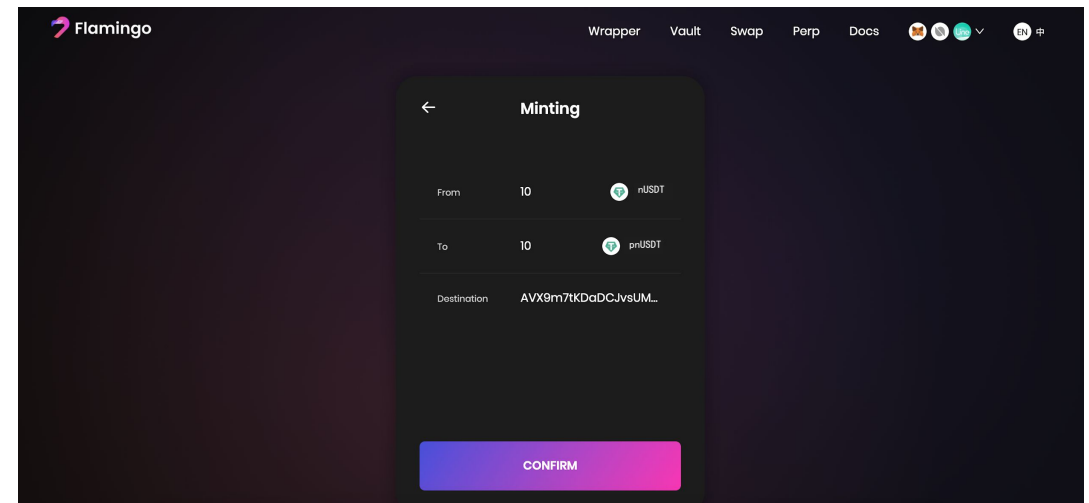 Flamingo
Wrapper Vault Swap Perp Docs EN 中
Minting
From 10 nUSDT
To 10 pnUSDT
Destination AVX9m7tKDaDCJvsUM...
CONFIRM